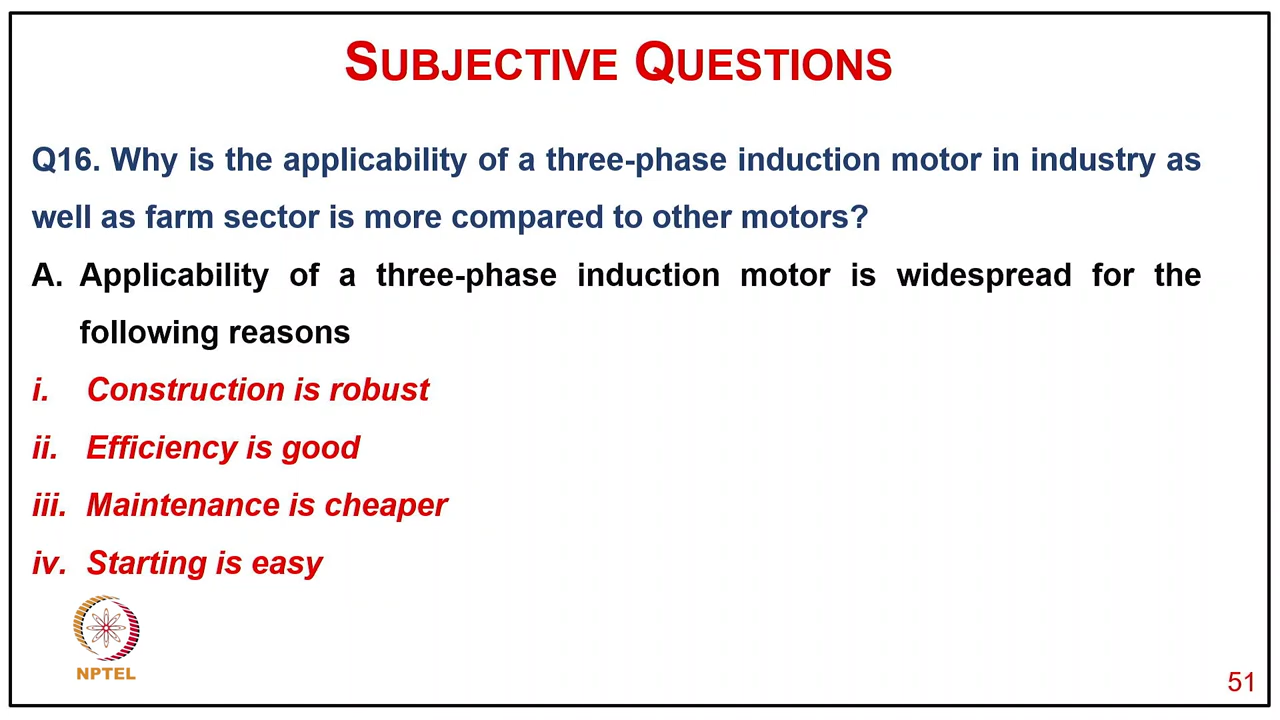 SUBJECTIVE QUESTIONS
Q16. Why is the applicability of a three-phase induction motor in industry as
well as farm sector is more compared to other motors?
A. Applicability of a three-phase induction motor is widespread for the
following reasons
i. Construction is robust
ii. Efficiency is good
iii. Maintenance is cheaper
iv. Starting is easy
NPTEL
51